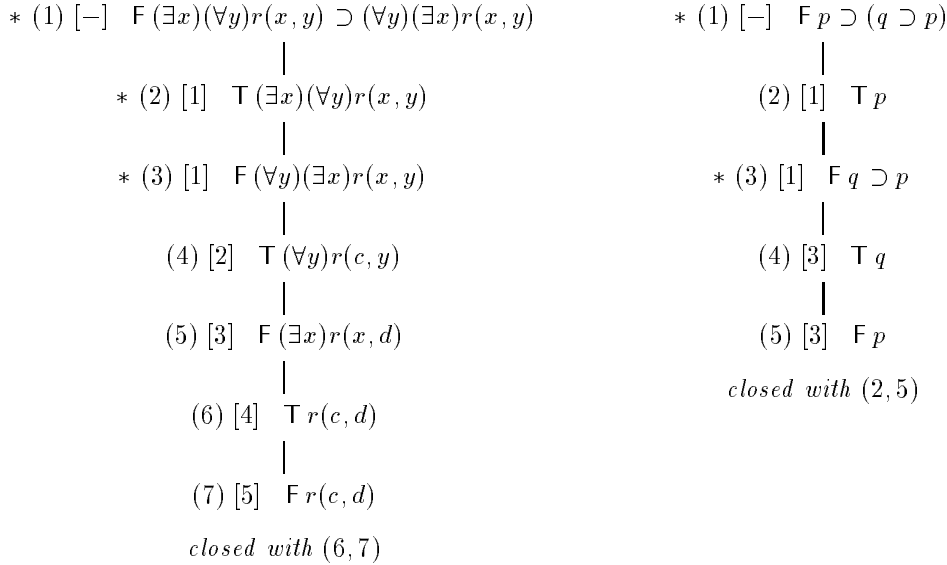 ∗ (1) [−] F (∃x)(∀y)r(x, y) ⊃ (∀y)(∃x)r(x, y)
∗ (2) [1] T (∃x)(∀y)r(x, y)
∗ (3) [1] F (∀y)(∃x)r(x, y)
(4) [2] T (∀y)r(c, y)
(5) [3] F (∃x)r(x, d)
(6) [4] T r(c, d)
(7) [5] F r(c, d)
closed with (6, 7)
∗ (1) [−] F p ⊃ (q ⊃ p)
(2) [1] T p
∗ (3) [1] F q ⊃ p
(4) [3] T q
(5) [3] F p
closed with (2, 5)